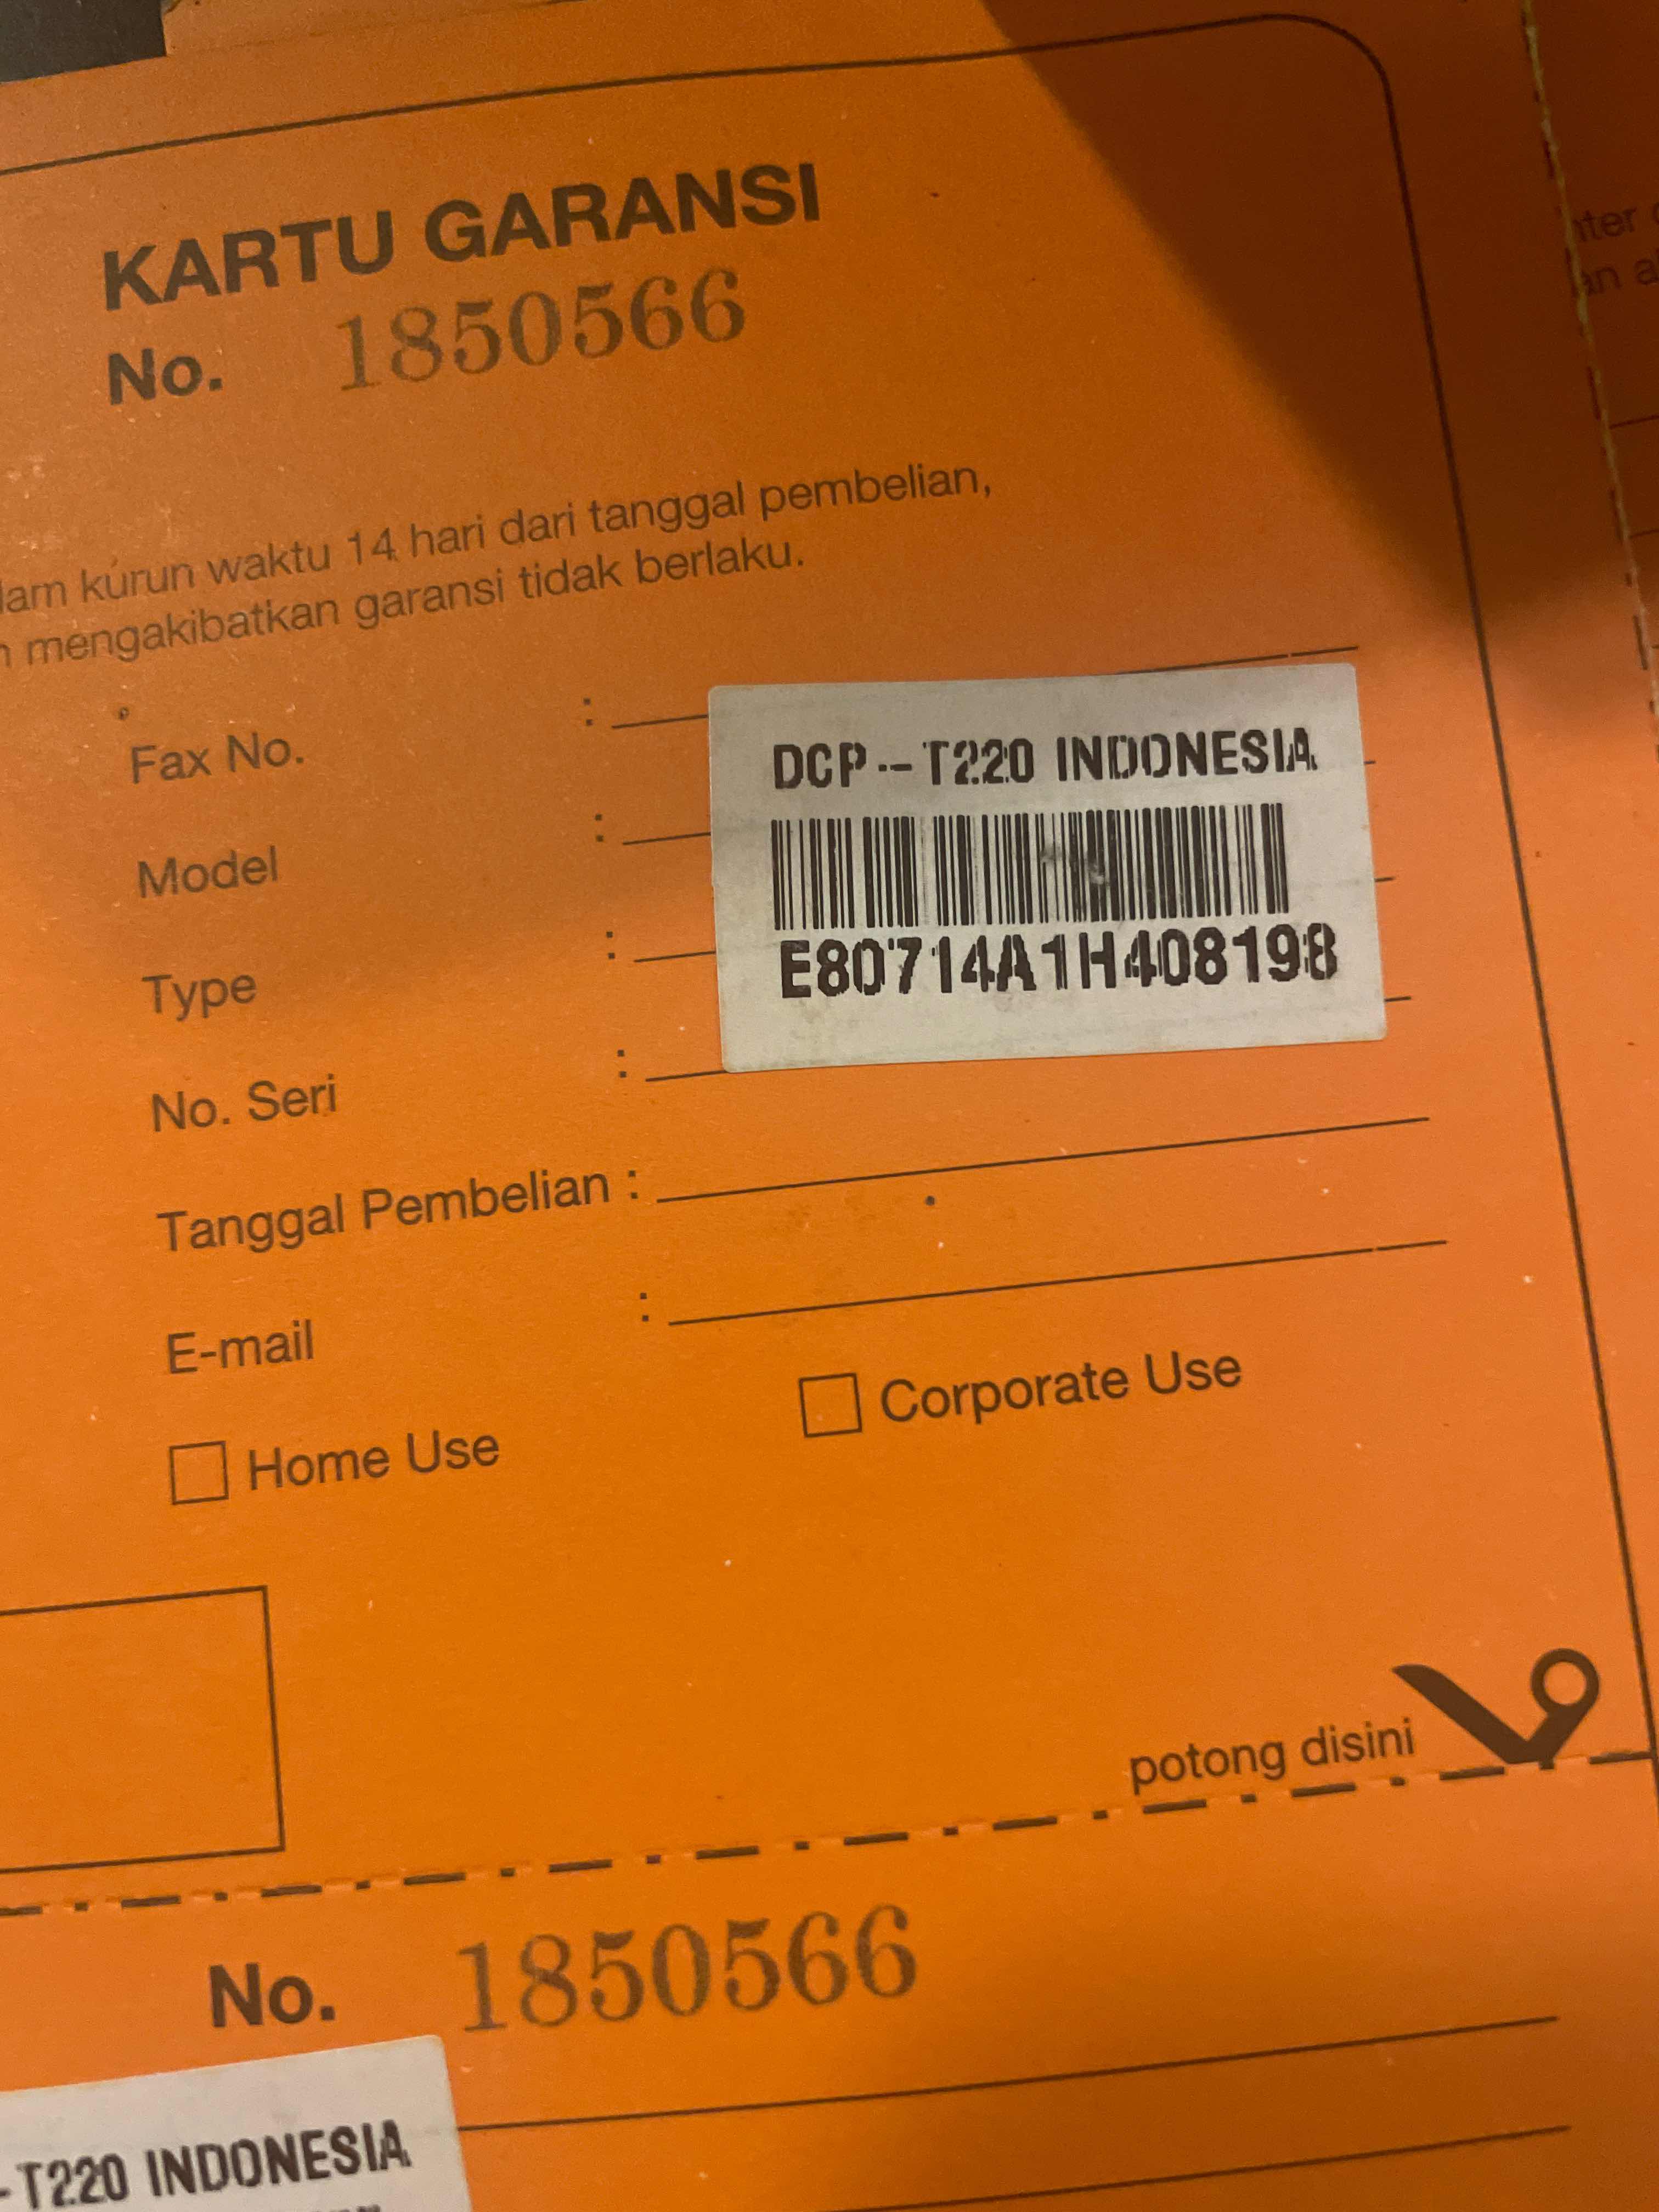 KARTU GARANSI
No. 1850566
kurun waktu 14 hari dari tanggal pembelian,
mengakibatkan garansi tidak berlaku.
Fax No. :
Model :
Type :
No. Seri :
DCP--T220 INDONESIA
E80714A1H408198
Tanggal Pembelian :
E-mail :
Home Use
Corporate Use
potong disini
No. 1850566
-T220 INDONESIA